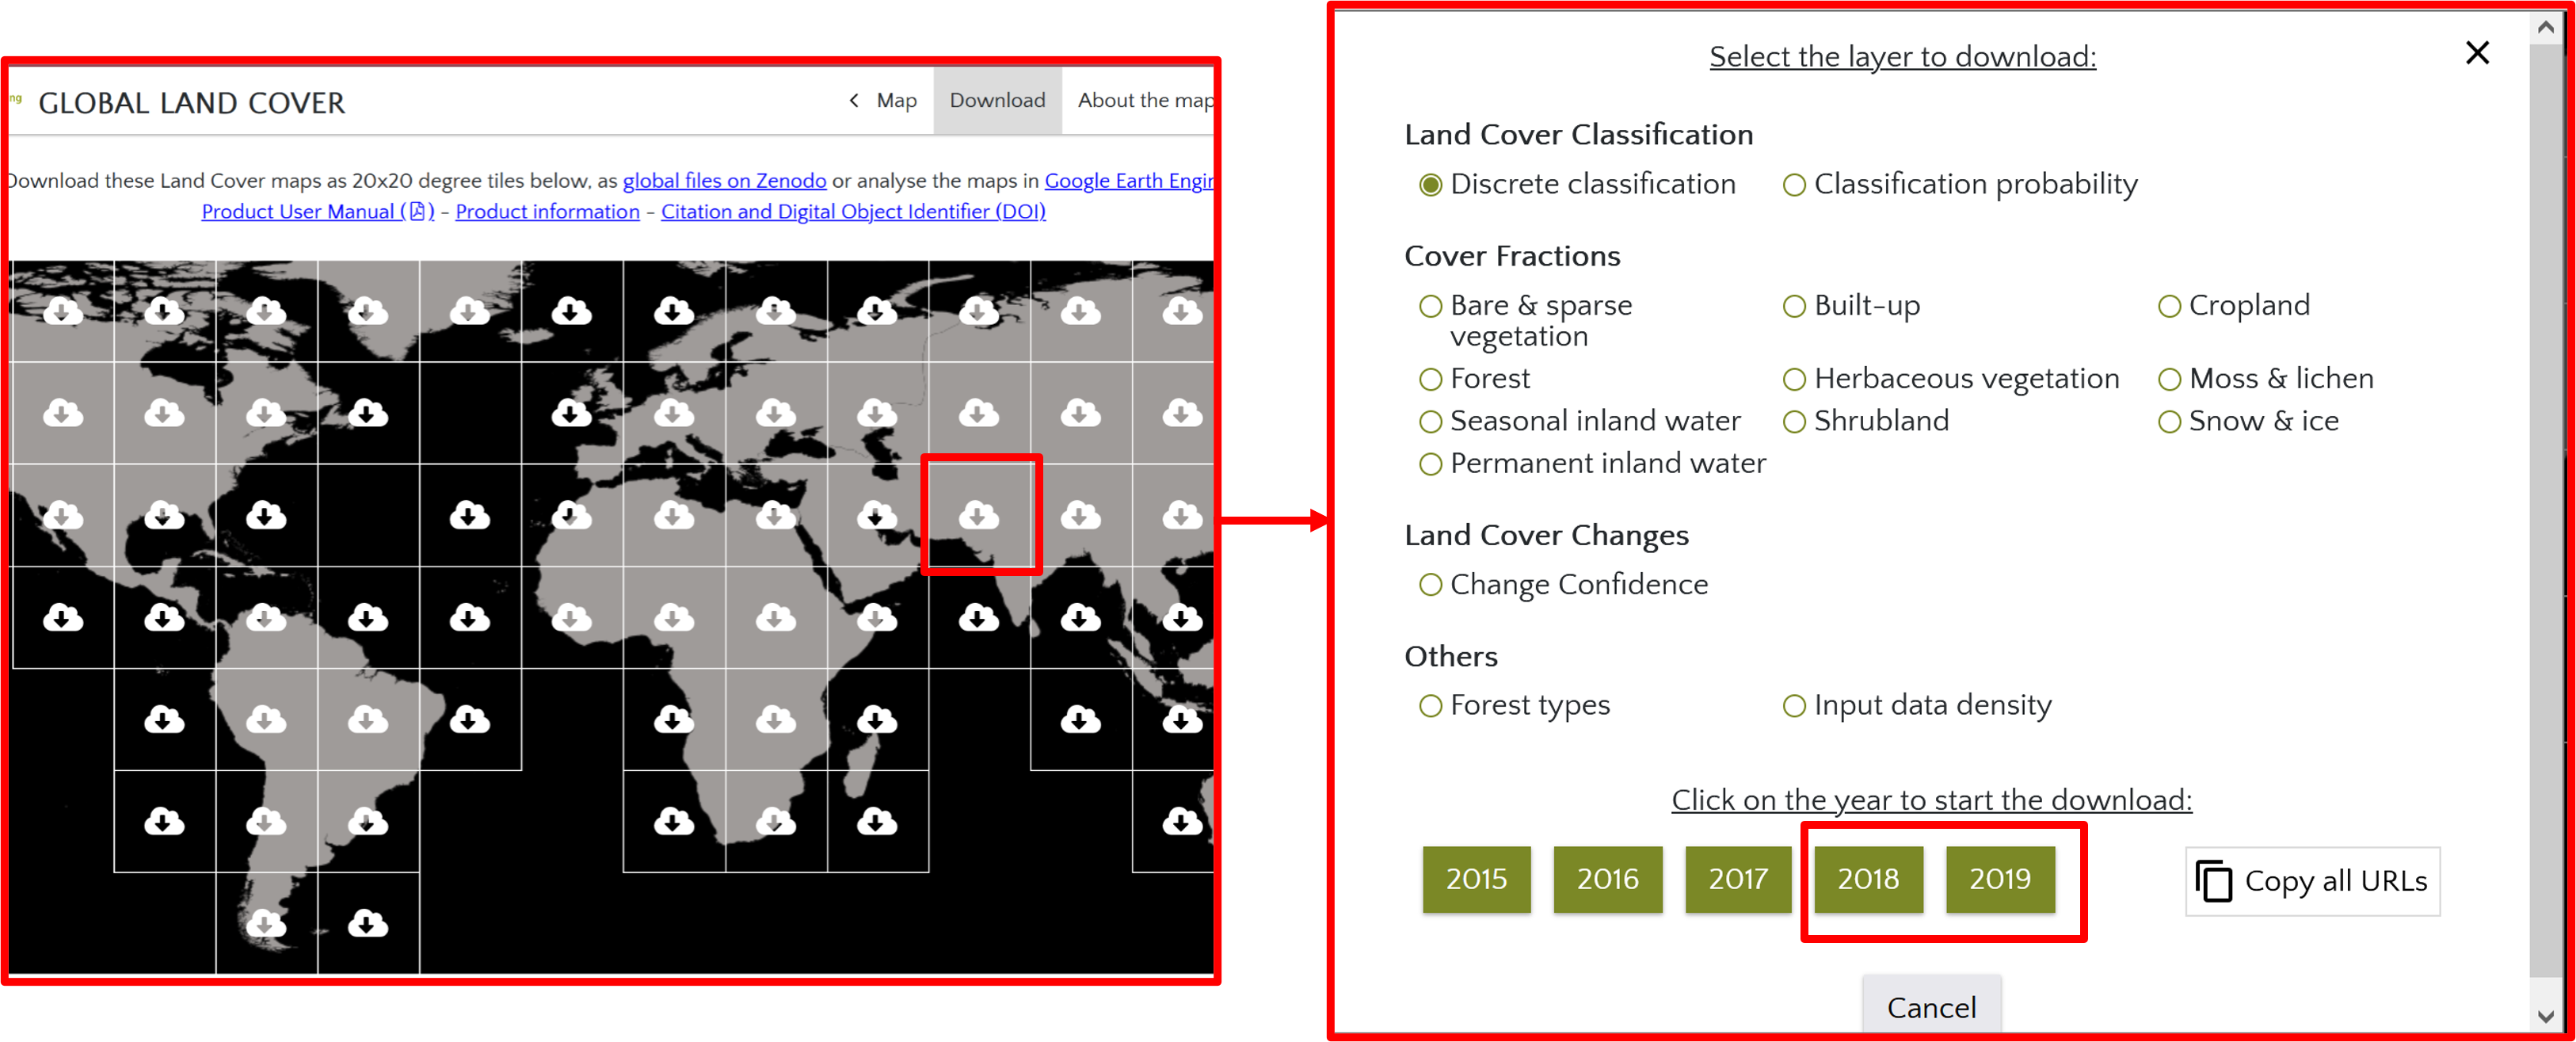 ng GLOBAL LAND COVER
Map
Download
About the map
Download these Land Cover maps as 20x20 degree tiles below, as global files on Zenodo or analyse the maps in Google Earth Engin
Product User Manual ( ) - Product information - Citation and Digital Object Identifier (DOI)
Select the layer to download:
Land Cover Classification
Discrete classification
Classification probability
Cover Fractions
Bare & sparse
vegetation
Built-up
Cropland
Forest
Herbaceous vegetation
Moss & lichen
Seasonal inland water
Shrubland
Snow & ice
Permanent inland water
Land Cover Changes
Change Confidence
Others
Forest types
Input data density
Click on the year to start the download:
2015
2016
2017
2018
2019
Copy all URLs
Cancel